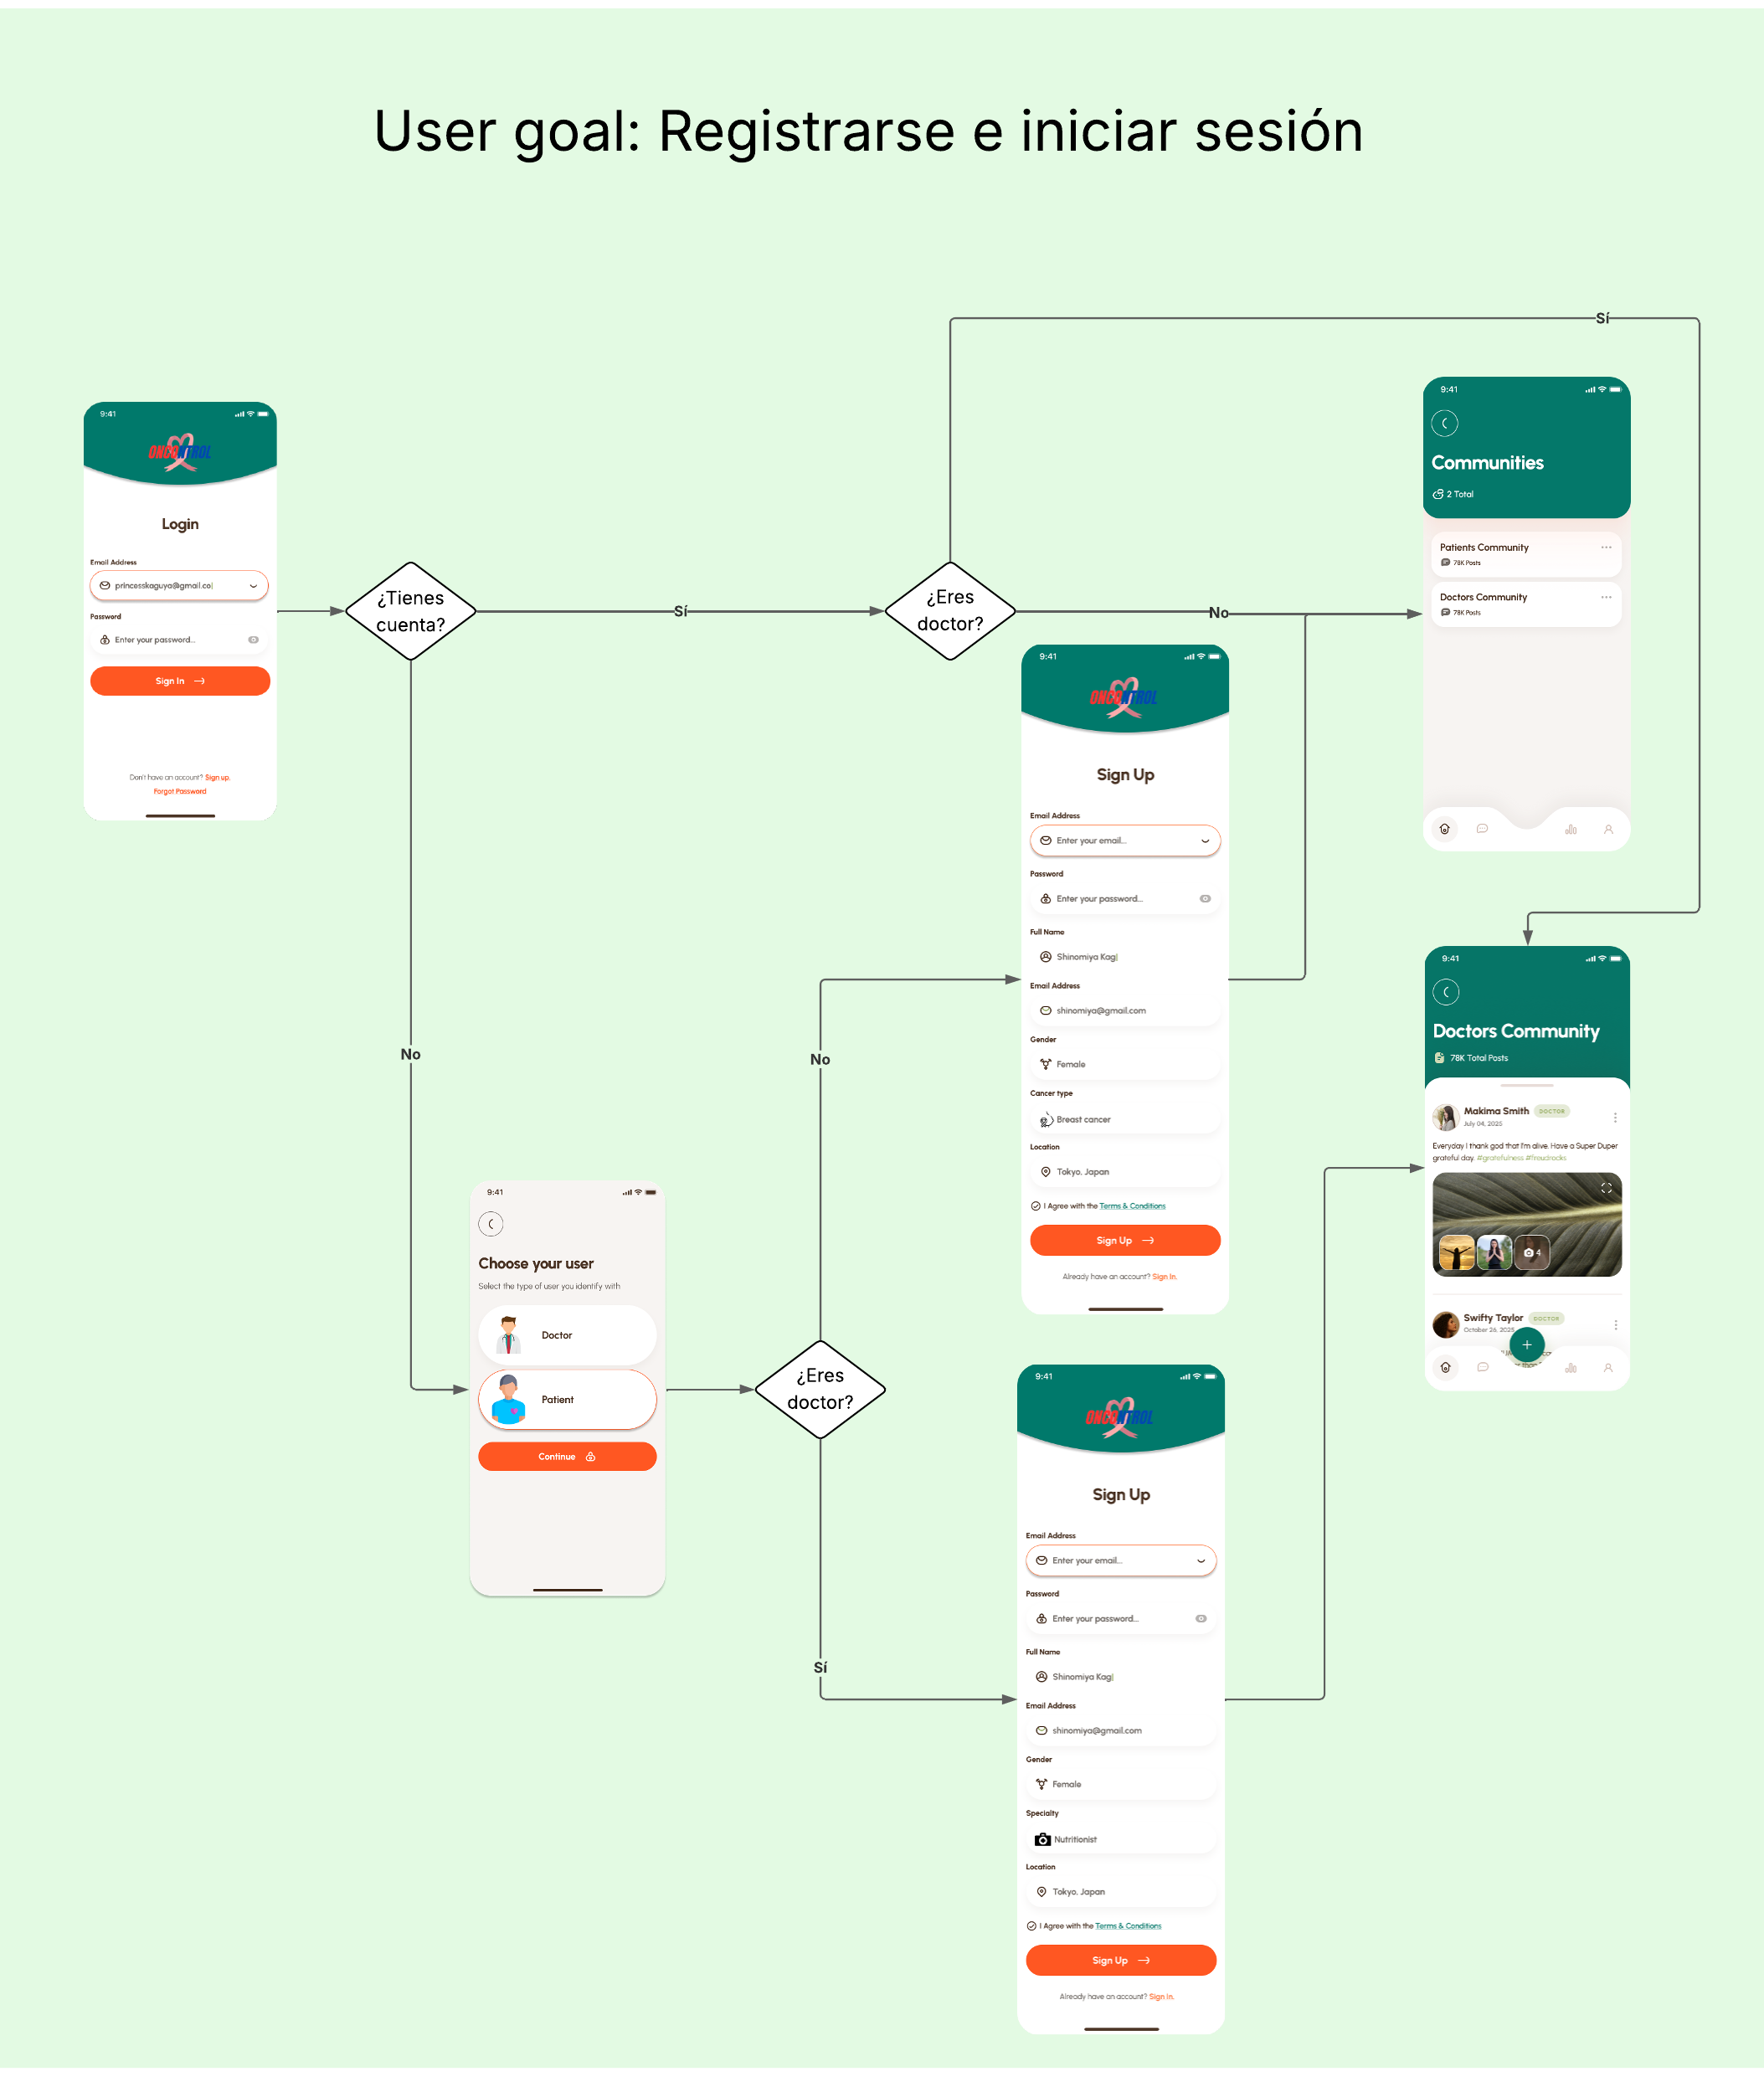 User goal: Registrarse e iniciar sesión
9:41
ONCONTROL
Login
Email Address
princesskaguya@gmail.co
Password
Enter your password...
Sign In
Don't have an account? Sign up.
Forgot Password
¿Tienes
cuenta?
Sí
No
¿Eres
doctor?
Sí
No
9:41
Communities
2 Total
Patients Community
78K Posts
Doctors Community
78K Posts
9:41
ONCONTROL
Sign Up
Email Address
Enter your email...
Password
Enter your password...
Full Name
Shinomiya Kag
Email Address
shinomiya@gmail.com
Gender
Female
Cancer type
Breast cancer
Location
Tokyo, Japan
I Agree with the Terms & Conditions
Sign Up
Already have an account? Sign In.
9:41
Doctors Community
78K Total Posts
Makima Smith
DOCTOR
July 04, 2025
Everyday I thank god that I'm alive. Have a Super Duper
grateful day. #gratefulness #freudrocks
4
Swifty Taylor
DOCTOR
October 26, 2025
9:41
Choose your user
Select the type of user you identify with
Doctor
Patient
Continue
¿Eres
doctor?
No
Sí
9:41
ONCONTROL
Sign Up
Email Address
Enter your email...
Password
Enter your password...
Full Name
Shinomiya Kag
Email Address
shinomiya@gmail.com
Gender
Female
Specialty
Nutritionist
Location
Tokyo, Japan
I Agree with the Terms & Conditions
Sign Up
Already have an account? Sign In.